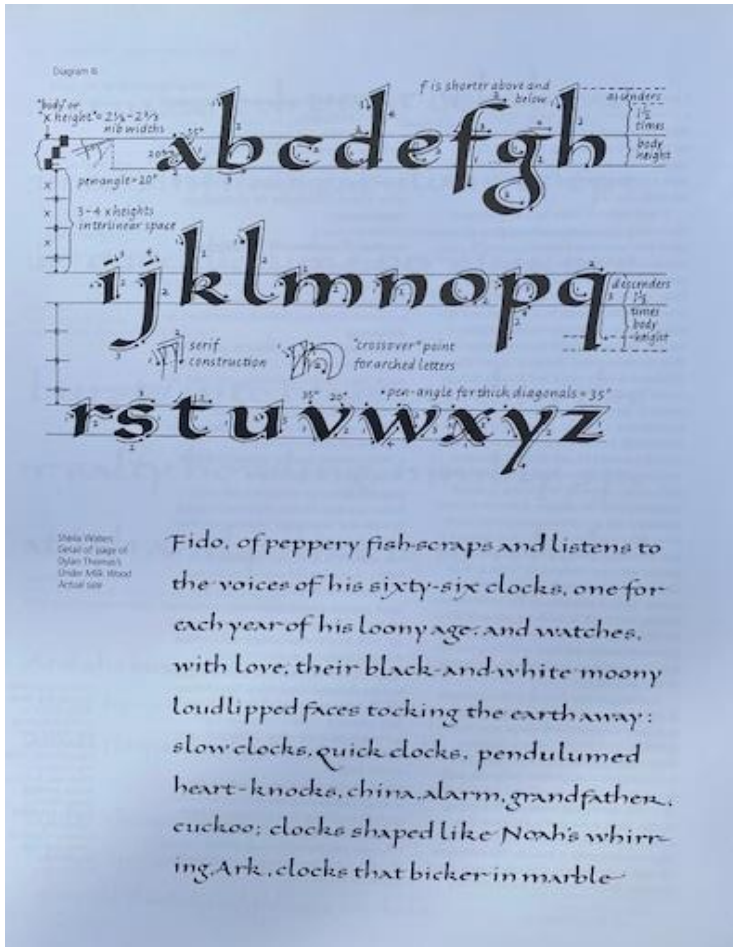 Diagram 16
"body" or
"x height" = 2½ – 2⅔
nib widths
f is shorter above and
below
ascenders
1½
times
body
height
35°
20°
abcdefgh
pen angle = 20°
x
x
x
x
3–4 x heights
in interlinear space
ijklmnopq
descenders
1½
times
body
height
serif
construction
"crossover" point
for arched letters
35° 20° • pen-angle for thick diagonals = 35°
rstuvwxyz
Sheila Waters
Detail of page of
Dylan Thomas's
Under Milk Wood
Actual size
Fido, of peppery fish-scraps and listens to
the voices of his sixty-six clocks, one for
each year of his loony age, and watches,
with love, their black-and-white moony
loudlipped faces tocking the earth away:
slow clocks, quick clocks, pendulumed
heart-knocks, china, alarm, grandfather,
cuckoo; clocks shaped like Noah's whirr-
ing Ark, clocks that bicker in marble